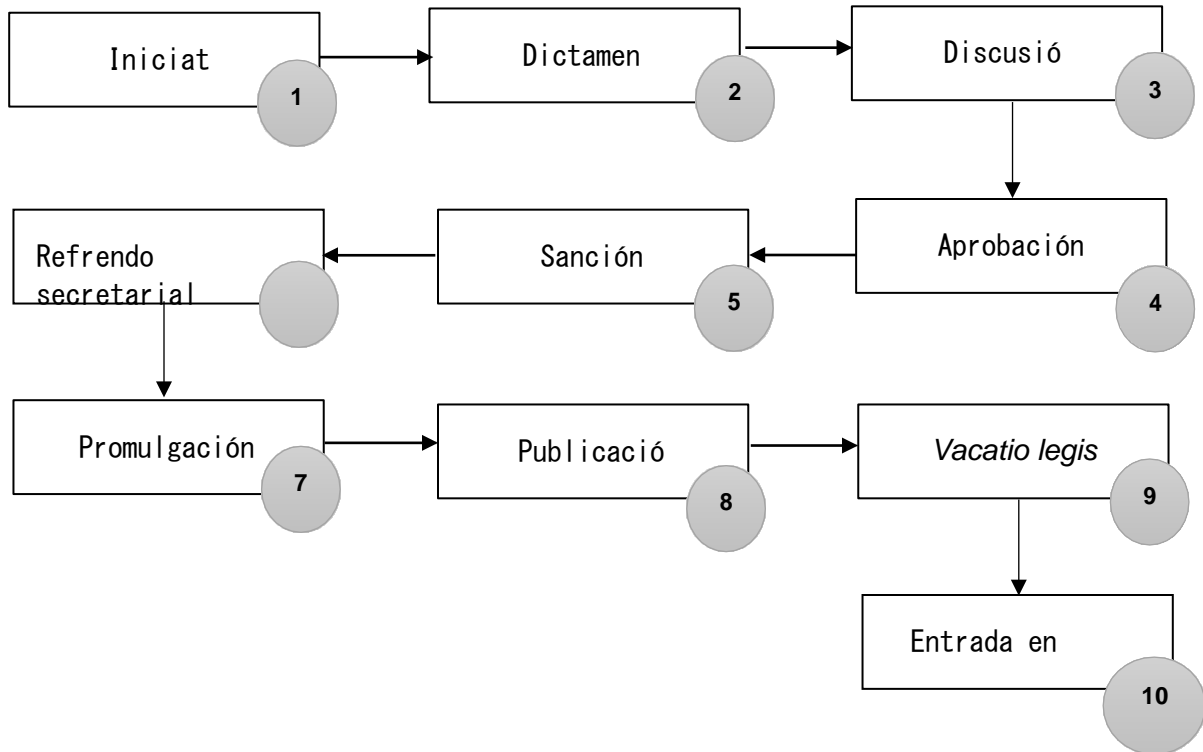 Iniciat
1
Dictamen
2
Discusió
3
Aprobación
4
Sanción
5
Refrendo
secretarial
Promulgación
7
Publicació
8
Vacatio legis
9
Entrada en
10